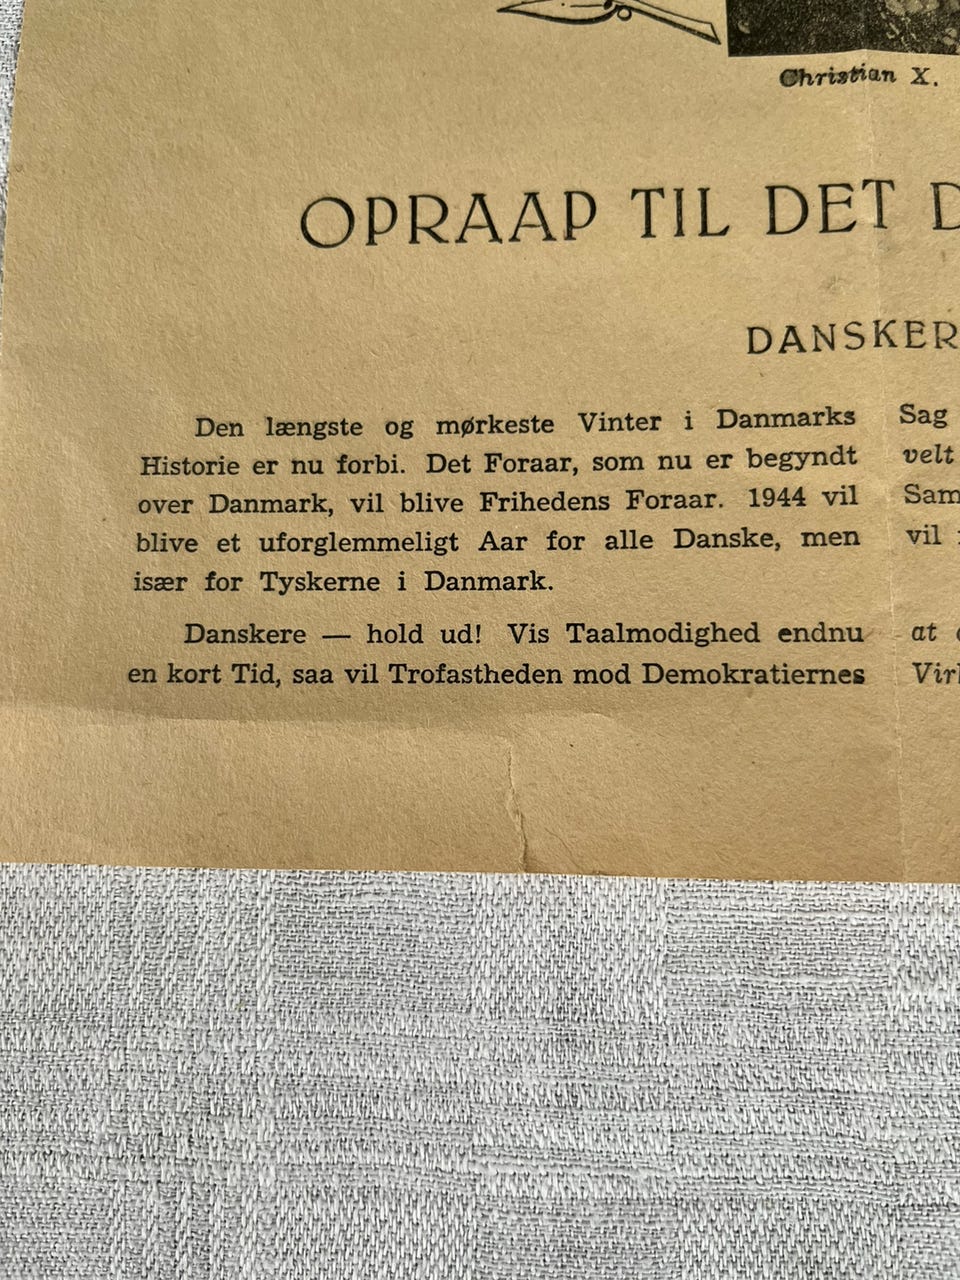 Christian X.
OPRAAP TIL DET D
DANSKER
Den længste og mørkeste Vinter i Danmarks
Historie er nu forbi. Det Foraar, som nu er begyndt
over Danmark, vil blive Frihedens Foraar. 1944 vil
blive et uforglemmeligt Aar for alle Danske, men
især for Tyskerne i Danmark.
Danskere — hold ud! Vis Taalmodighed endnu
en kort Tid, saa vil Trofastheden mod Demokratiernes
Sag
velt
Sam
vil
at
Virk